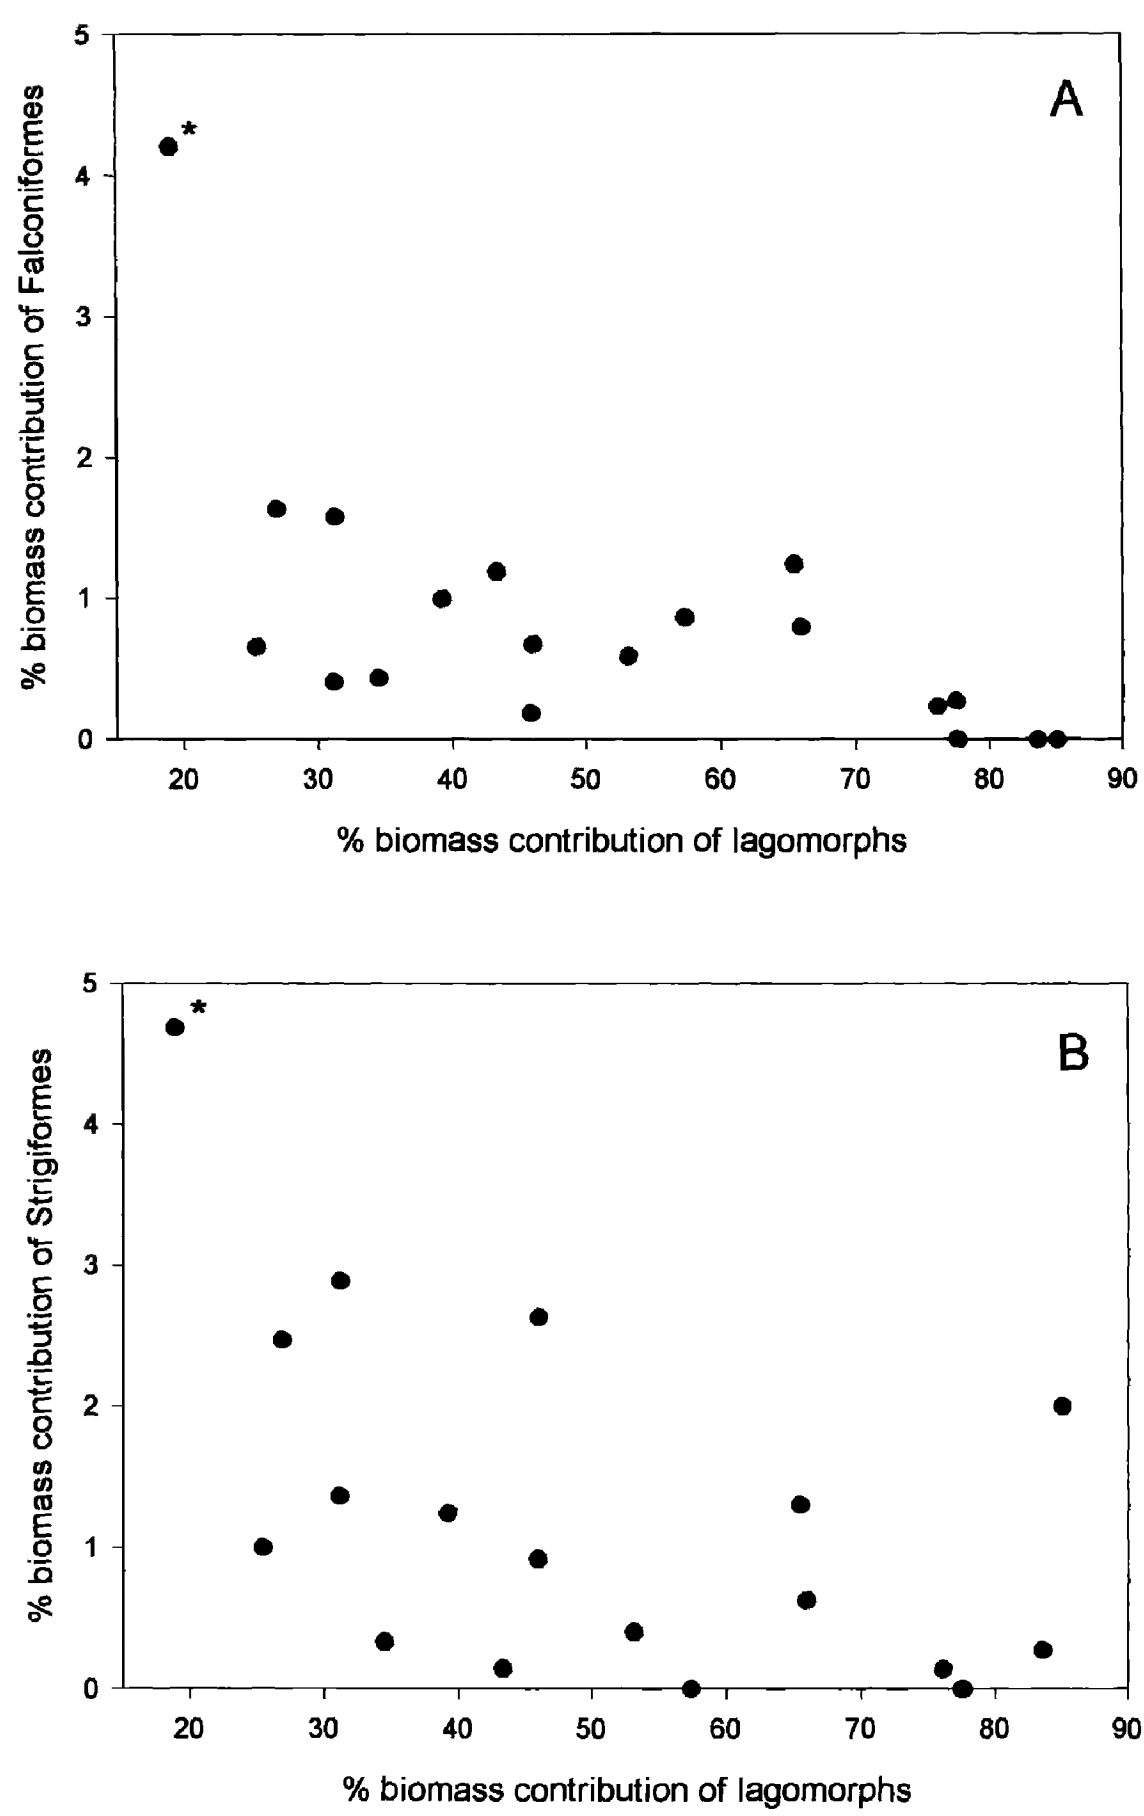 5
A
*
4
3
2
1
0
20 30 40 50 60 70 80 90
% biomass contribution of Falconiformes
% biomass contribution of lagomorphs
5
*
B
4
3
2
1
0
20 30 40 50 60 70 80 90
% biomass contribution of Strigiformes
% biomass contribution of lagomorphs